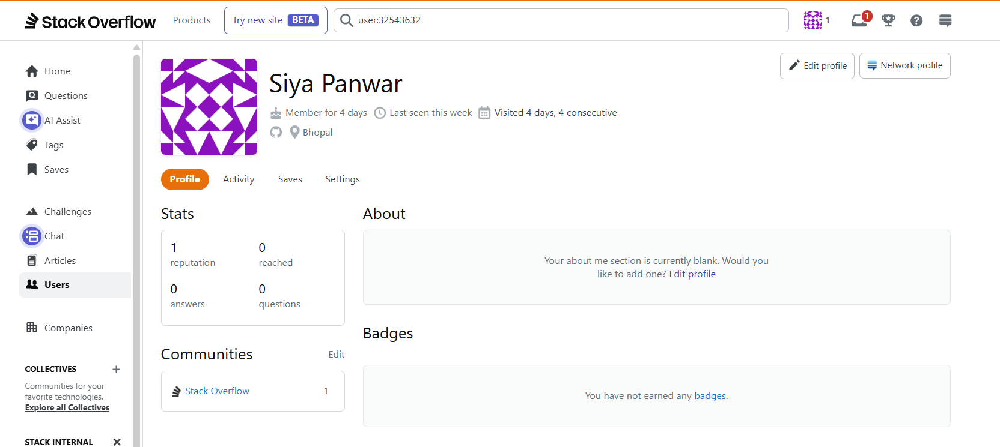 stack overflow
Products
Try new site BETA
user:32543632
1
1
Home
Questions
AI Assist
Tags
Saves
Challenges
Chat
Articles
Users
Companies
COLLECTIVES
Communities for your
favorite technologies.
Explore all Collectives
STACK INTERNAL
Siya Panwar
Member for 4 days Last seen this week Visited 4 days, 4 consecutive
Bhopal
Edit profile
Network profile
Profile Activity Saves Settings
Stats
1 0
reputation reached
0 0
answers questions
Communities Edit
Stack Overflow 1
About
Your about me section is currently blank. Would you
like to add one? Edit profile
Badges
You have not earned any badges.